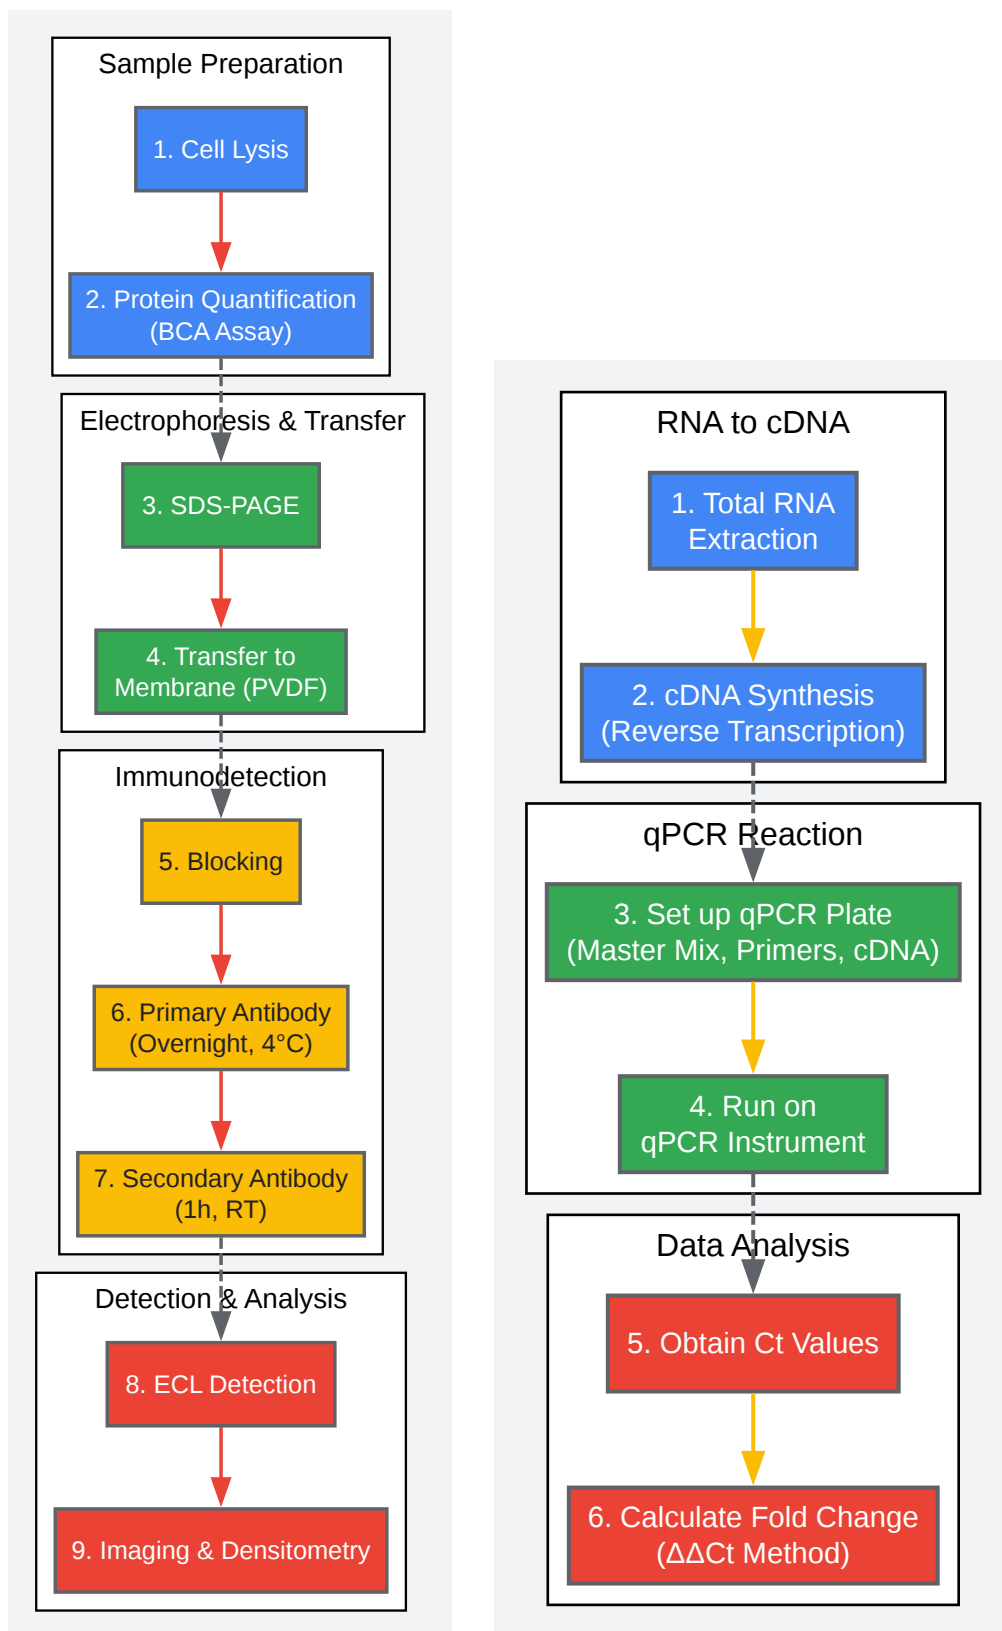 Sample Preparation
1. Cell Lysis
2. Protein Quantification
(BCA Assay)
Electrophoresis & Transfer
3. SDS-PAGE
4. Transfer to
Membrane (PVDF)
Immunodetection
5. Blocking
6. Primary Antibody
(Overnight, 4°C)
7. Secondary Antibody
(1h, RT)
Detection & Analysis
8. ECL Detection
9. Imaging & Densitometry
RNA to cDNA
1. Total RNA
Extraction
2. cDNA Synthesis
(Reverse Transcription)
qPCR Reaction
3. Set up qPCR Plate
(Master Mix, Primers, cDNA)
4. Run on
qPCR Instrument
Data Analysis
5. Obtain Ct Values
6. Calculate Fold Change
(ΔΔCt Method)